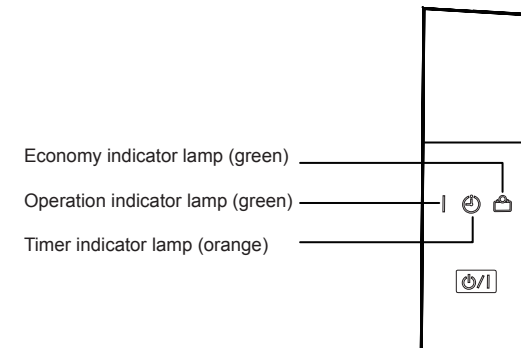 Economy indicator lamp (green)
Operation indicator lamp (green)
Timer indicator lamp (orange)
⏻/I